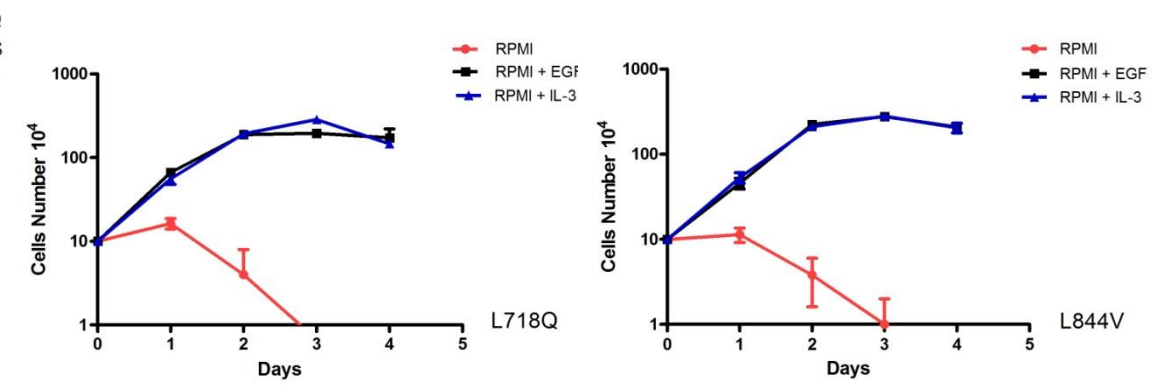 RPMI
RPMI + EGF
RPMI + IL-3
1000
100
10
1
0 1 2 3 4 5
Cells Number 10⁴
Days
L718Q
RPMI
RPMI + EGF
RPMI + IL-3
1000
100
10
1
0 1 2 3 4 5
Cells Number 10⁴
Days
L844V